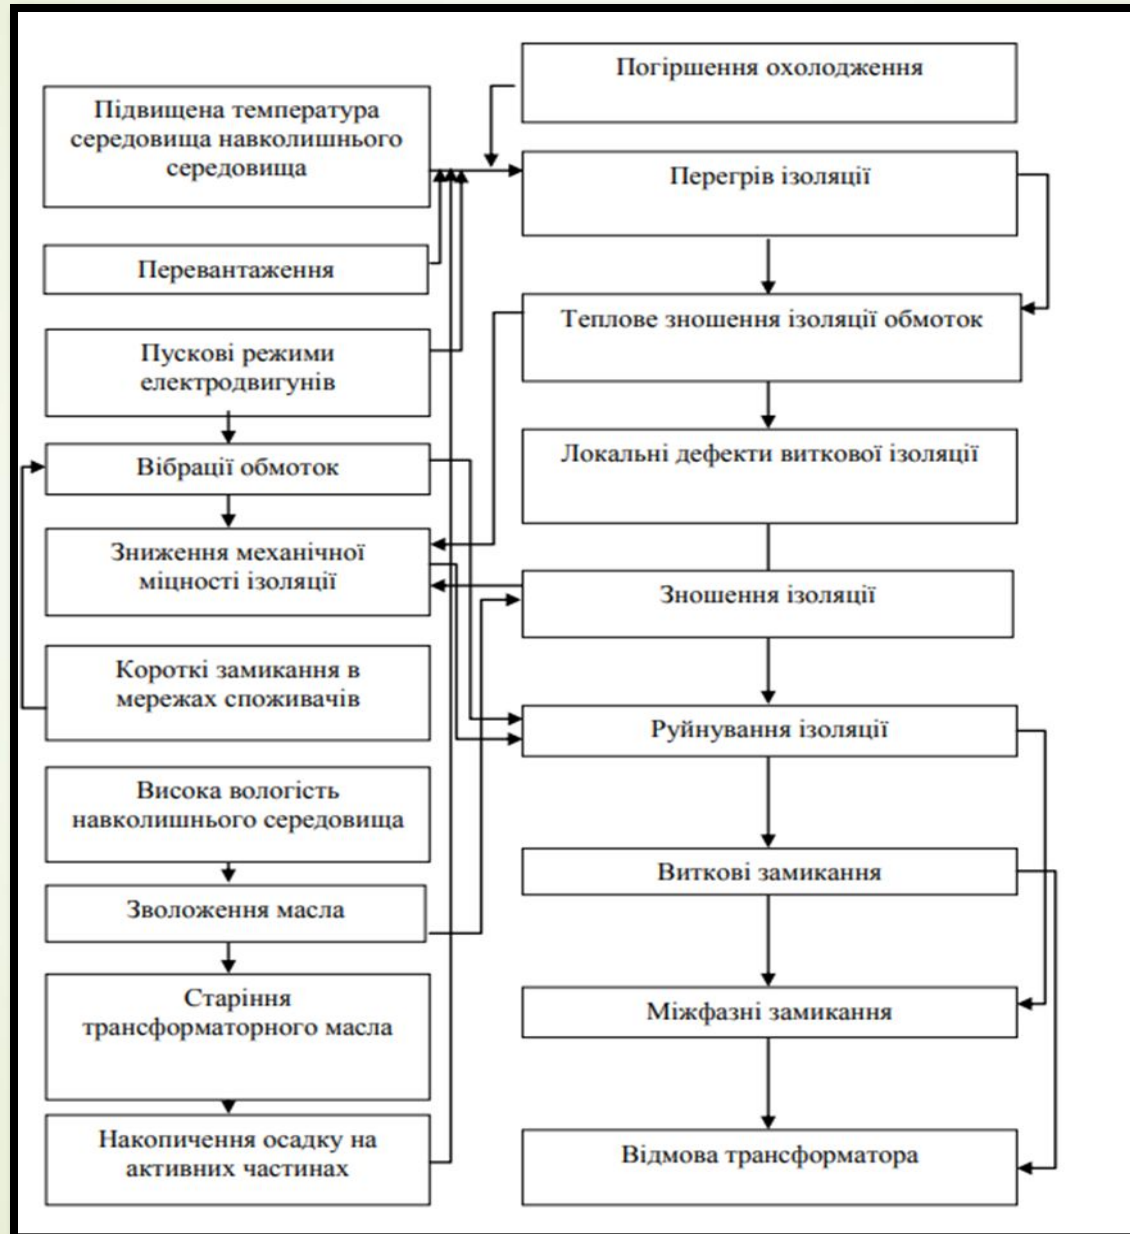 Підвищена температура
середовища навколишнього
середовища
Перевантаження
Пускові режими
електродвигунів
Вібрації обмоток
Зниження механічної
міцності ізоляції
Короткі замикання в
мережах споживачів
Висока вологість
навколишнього середовища
Зволоження масла
Старіння
трансформаторного масла
Накопичення осадку на
активних частинах
Погіршення охолодження
Перегрів ізоляції
Теплове зношення ізоляції обмоток
Локальні дефекти виткової ізоляції
Зношення ізоляції
Руйнування ізоляції
Виткові замикання
Міжфазні замикання
Відмова трансформатора